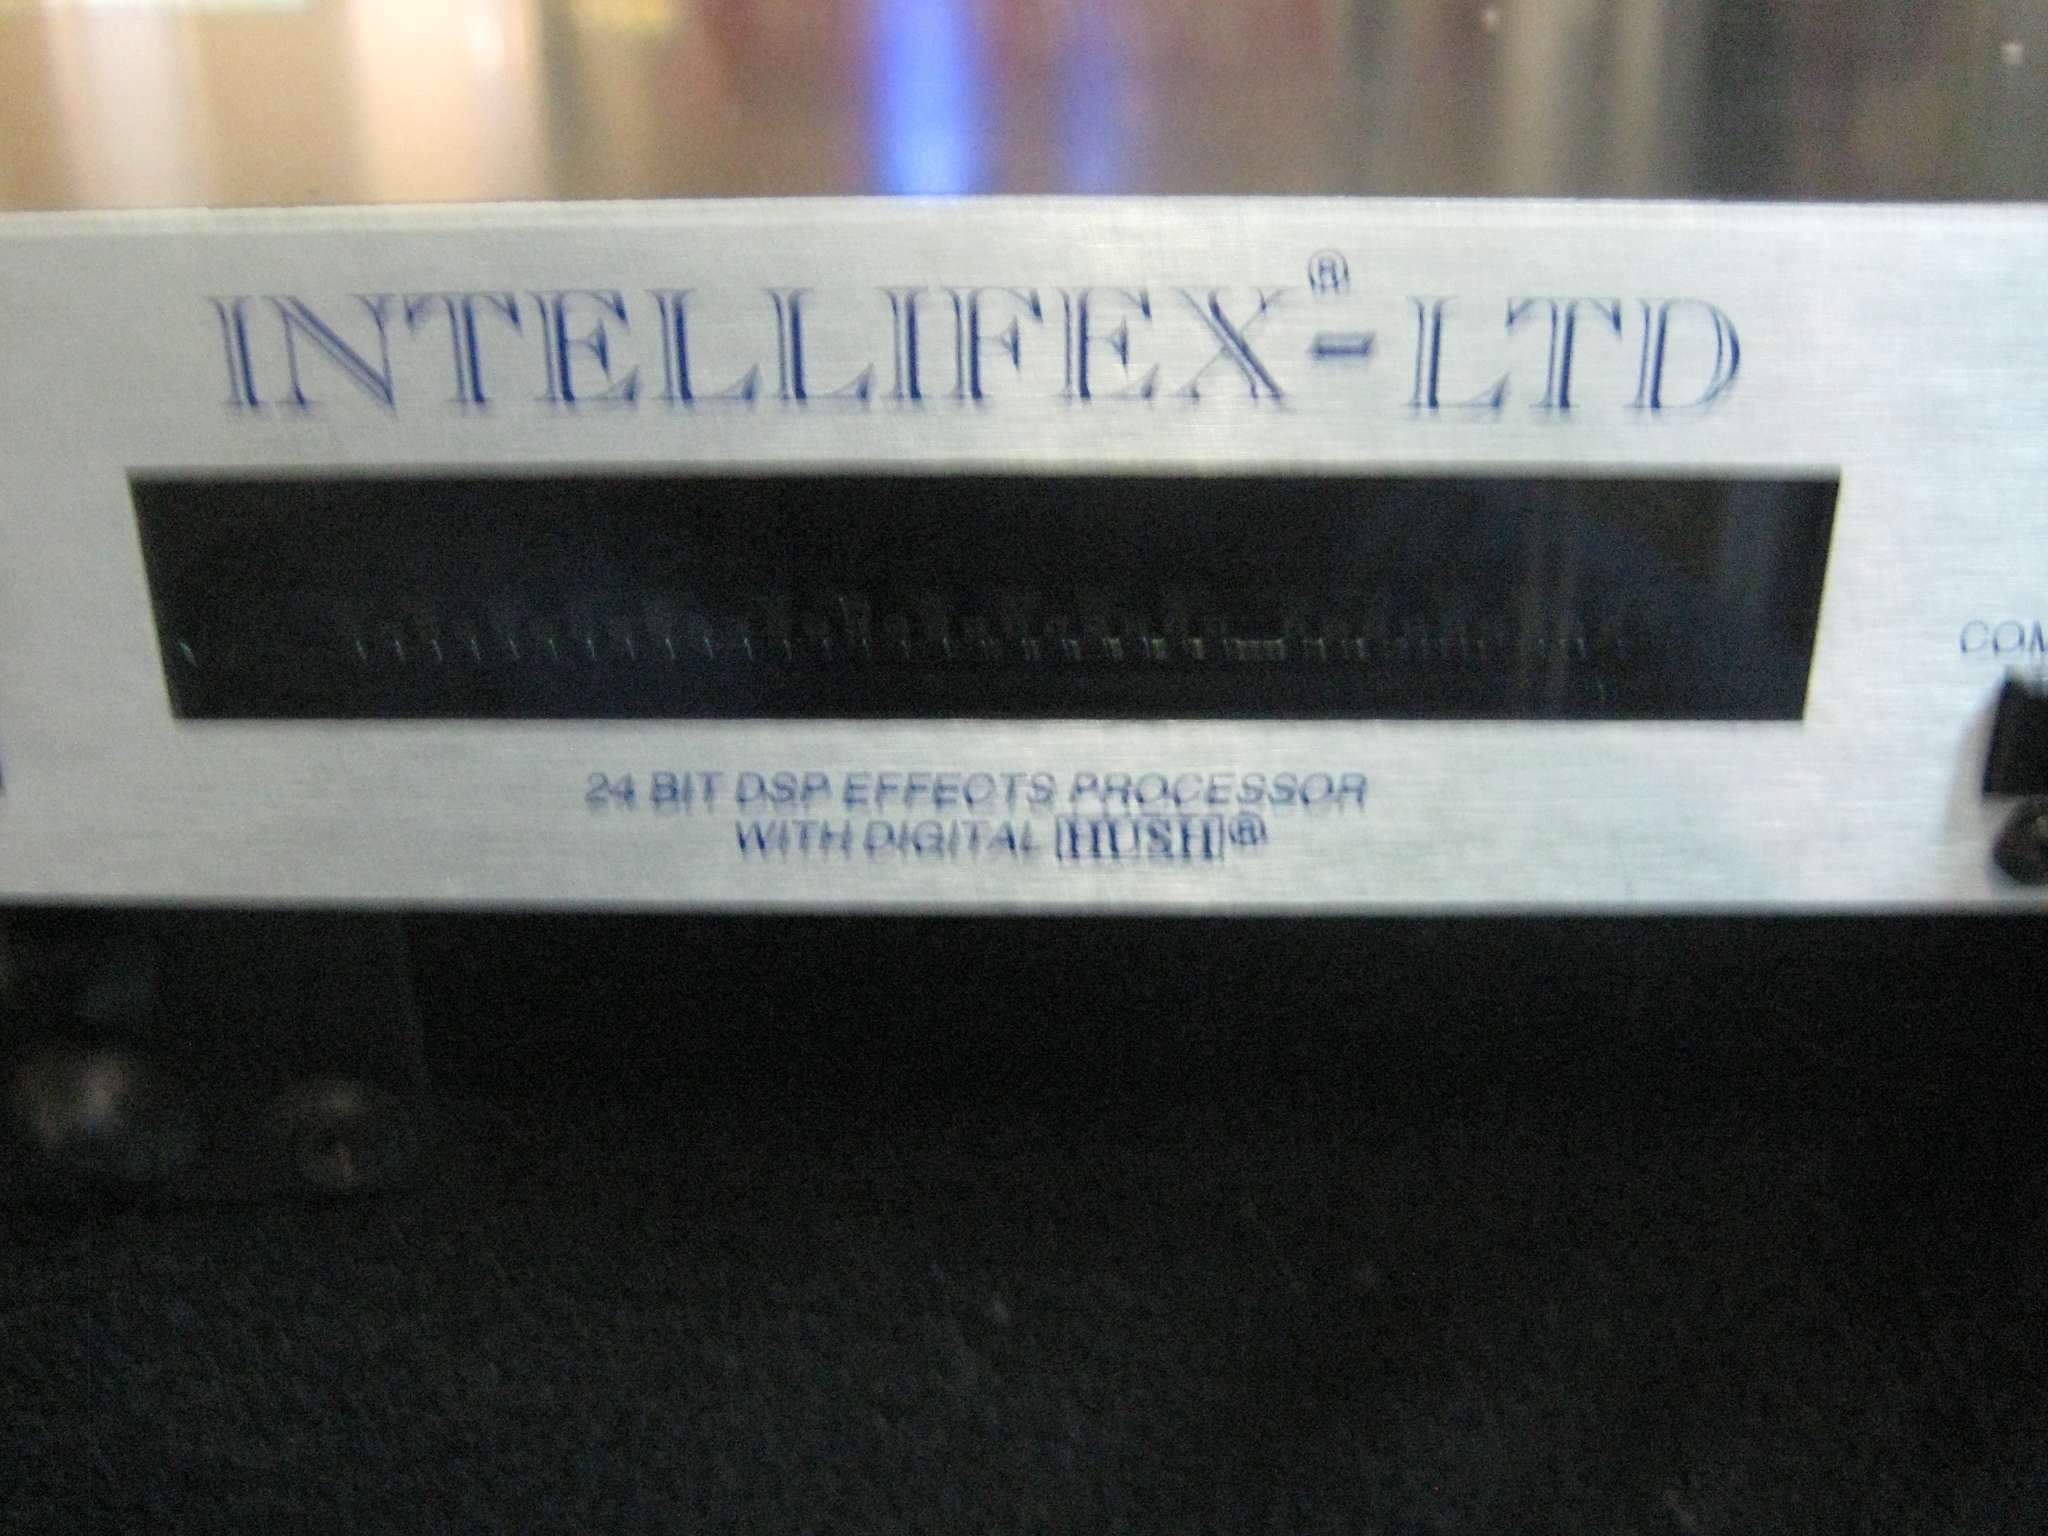 INTELLIFEX®-LTD
24 BIT DSP EFFECTS PROCESSOR
WITH DIGITAL HUSH®